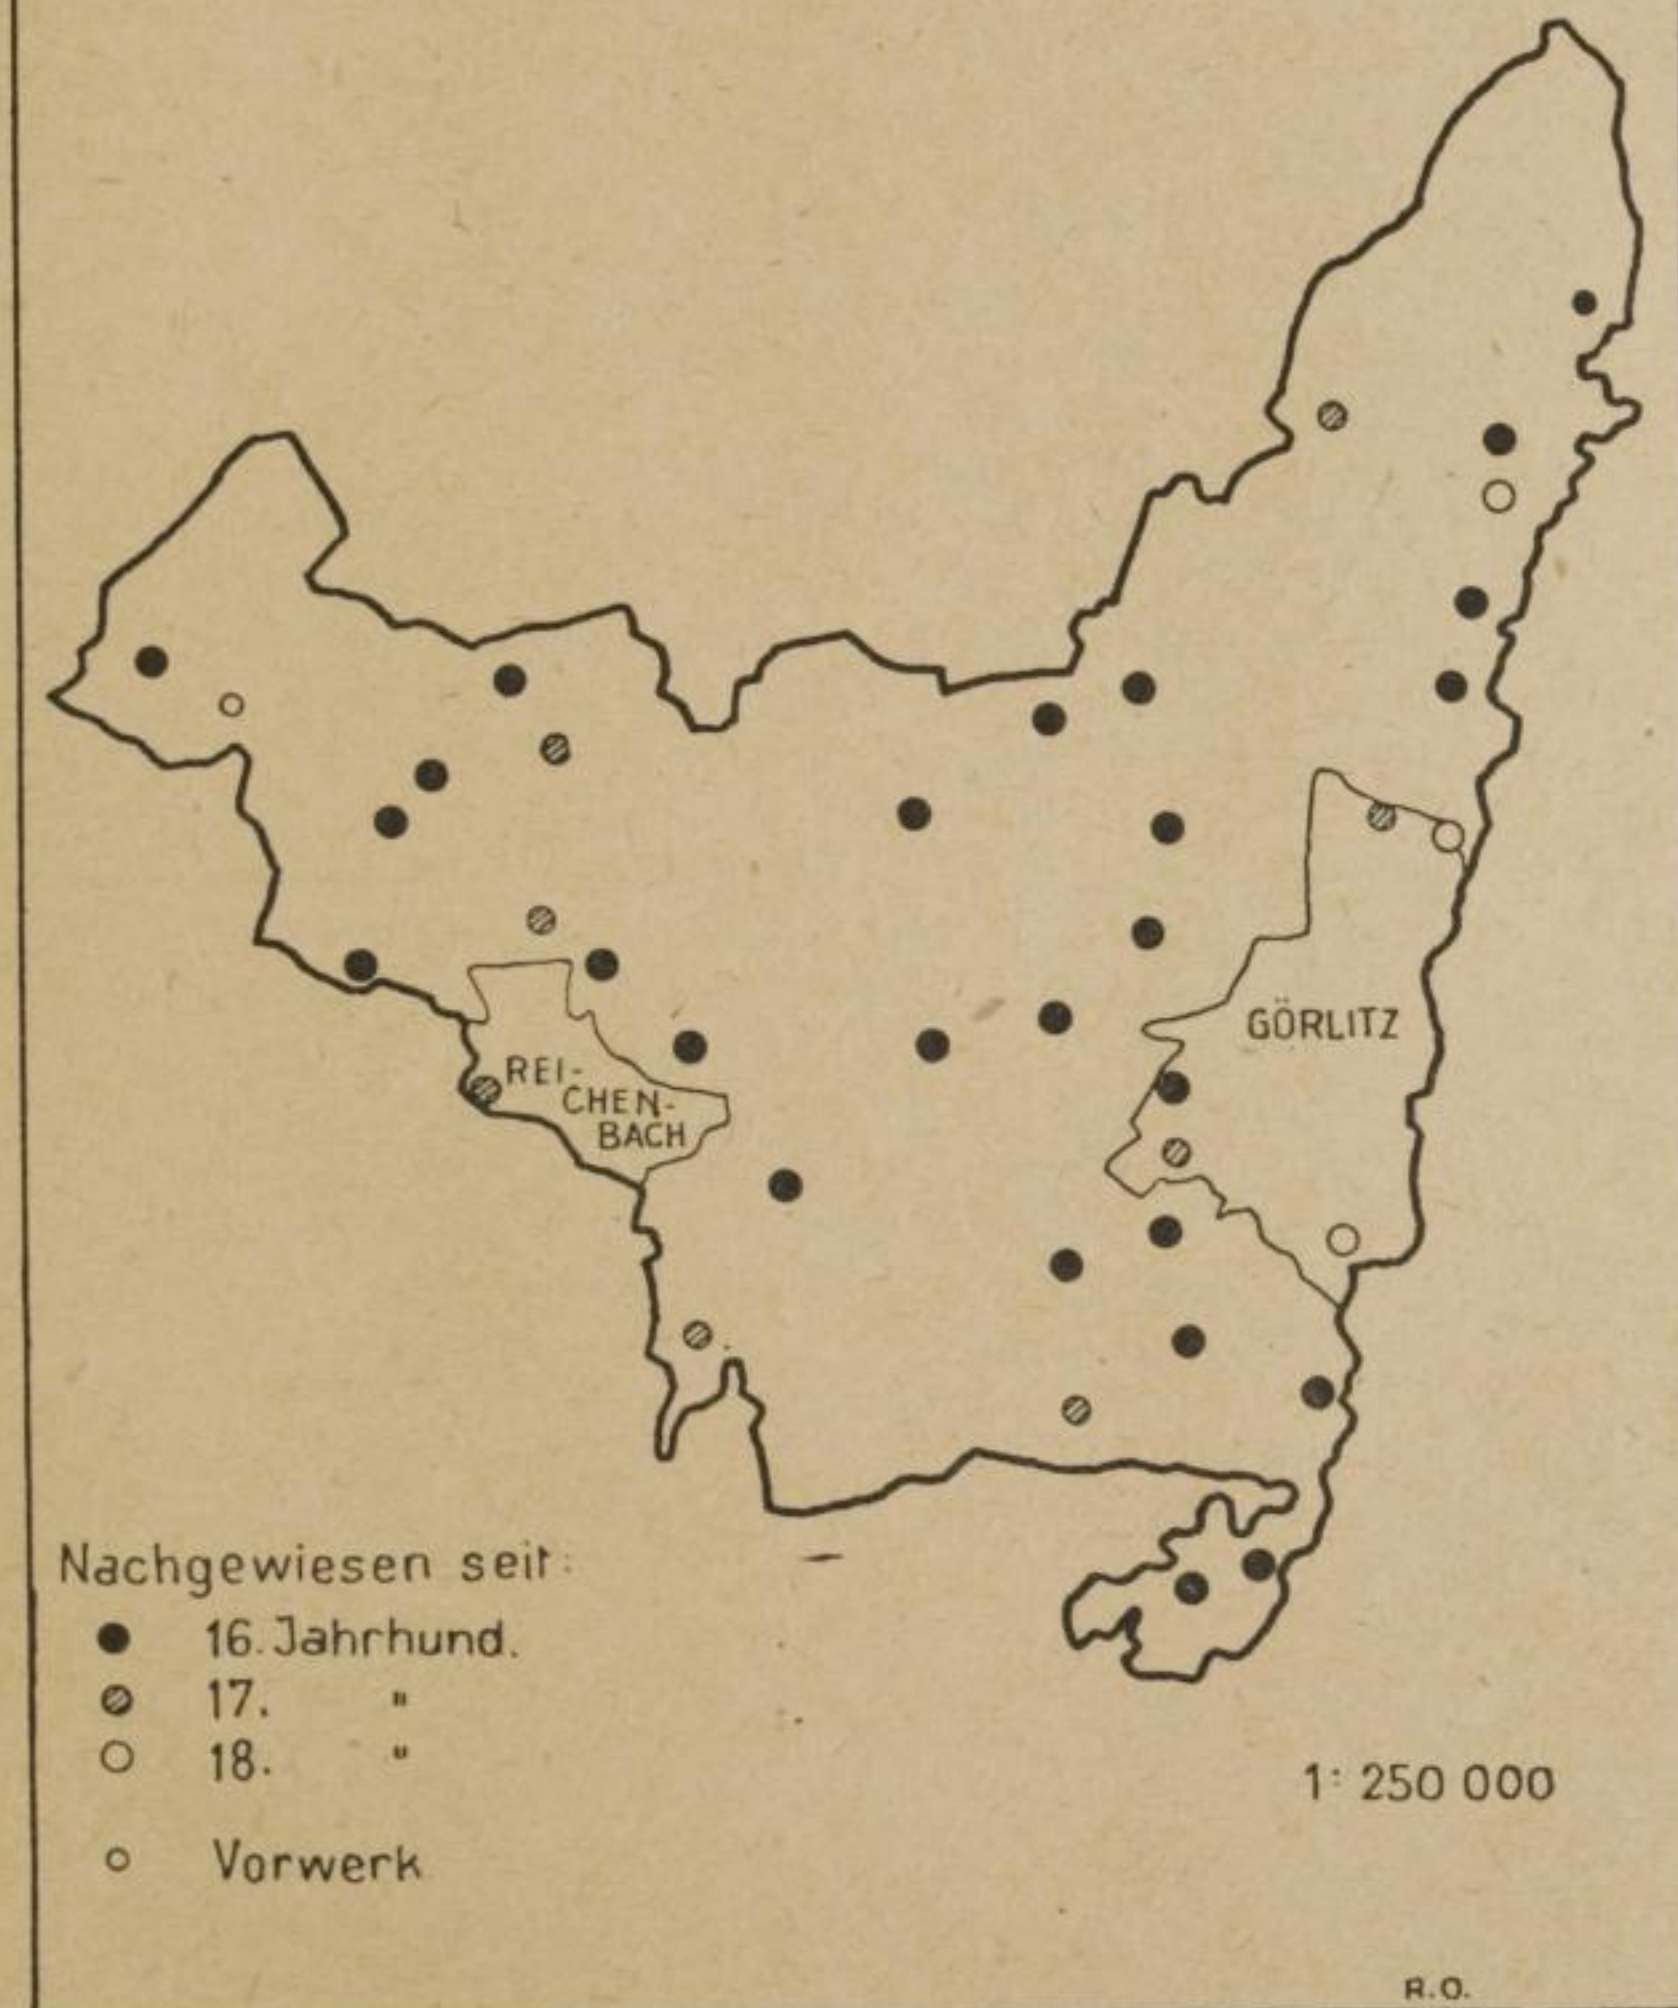 GÖRLITZ
REI-
CHEN-
BACH
Nachgewiesen seit:
16. Jahrhund.
17. "
18. "
Vorwerk
1: 250 000
R.O.